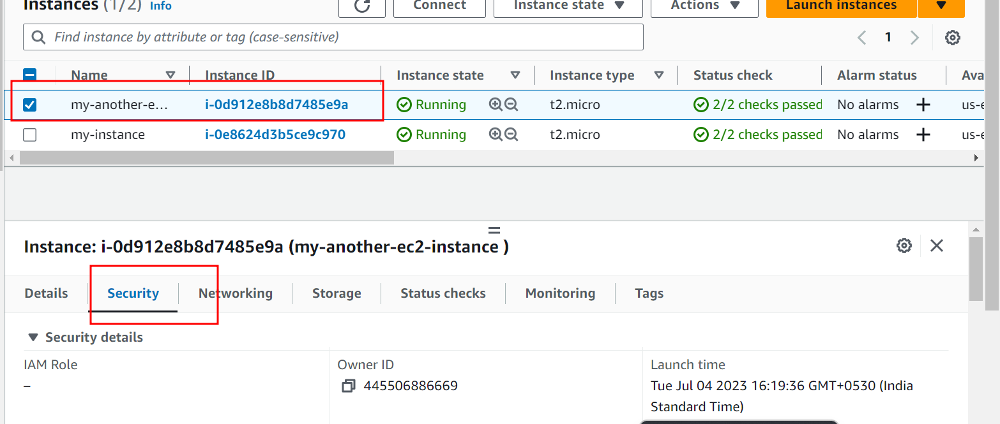 Instances (1/2) Info
Connect
Instance state
Actions
Launch instances
Find instance by attribute or tag (case-sensitive)
1
Name Instance ID Instance state Instance type Status check Alarm status Ava
my-another-e... i-0d912e8b8d7485e9a Running t2.micro 2/2 checks passed No alarms + us-e
my-instance i-0e8624d3b5ce9c970 Running t2.micro 2/2 checks passed No alarms + us-e
Instance: i-0d912e8b8d7485e9a (my-another-ec2-instance )
Details Security Networking Storage Status checks Monitoring Tags
Security details
IAM Role Owner ID Launch time
– 445506886669 Tue Jul 04 2023 16:19:36 GMT+0530 (India
Standard Time)